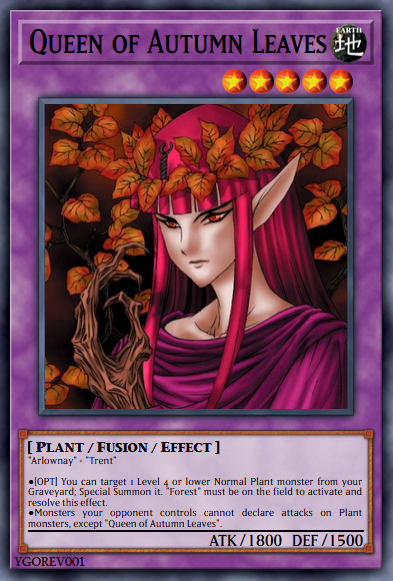 Queen of Autumn Leaves
EARTH
地
[ Plant / Fusion / Effect ]
"Arlownay" + "Trent"
●[OPT] You can target 1 Level 4 or lower Normal Plant monster from your
Graveyard; Special Summon it. "Forest" must be on the field to activate and
resolve this effect.
●Monsters your opponent controls cannot declare attacks on Plant
monsters, except "Queen of Autumn Leaves".
ATK / 1800 DEF / 1500
YGOREV001